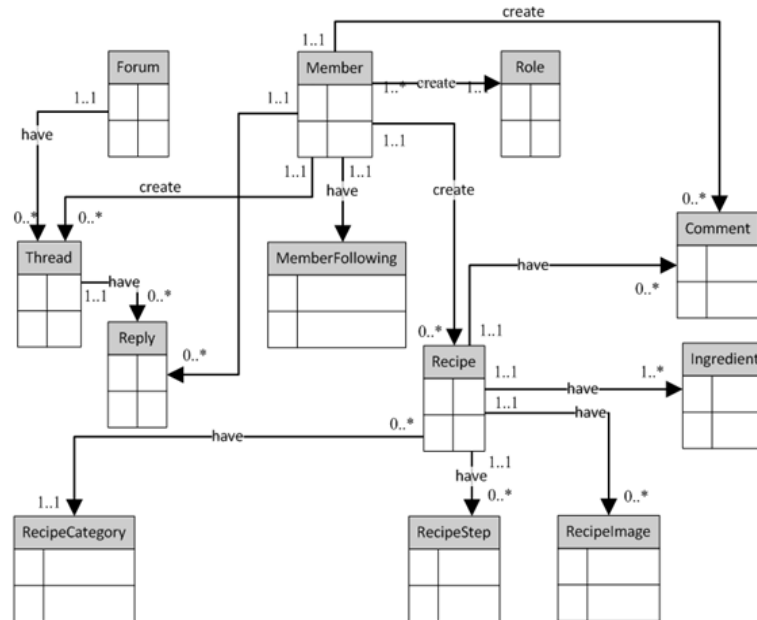 create
1..1
Forum
Member
Role
1..1
1..* create 1..1
1..1
1..1
have
1..1
1..1
have
create
create
0..*
0..*
0..*
Thread
MemberFollowing
Comment
have
1..1
have
0..*
0..*
Reply
0..*
1..1
0..*
Recipe
Ingredient
1..1
1..*
have
1..1
have
have
0..*
1..1
have
1..1
0..*
0..*
RecipeCategory
RecipeStep
RecipeImage